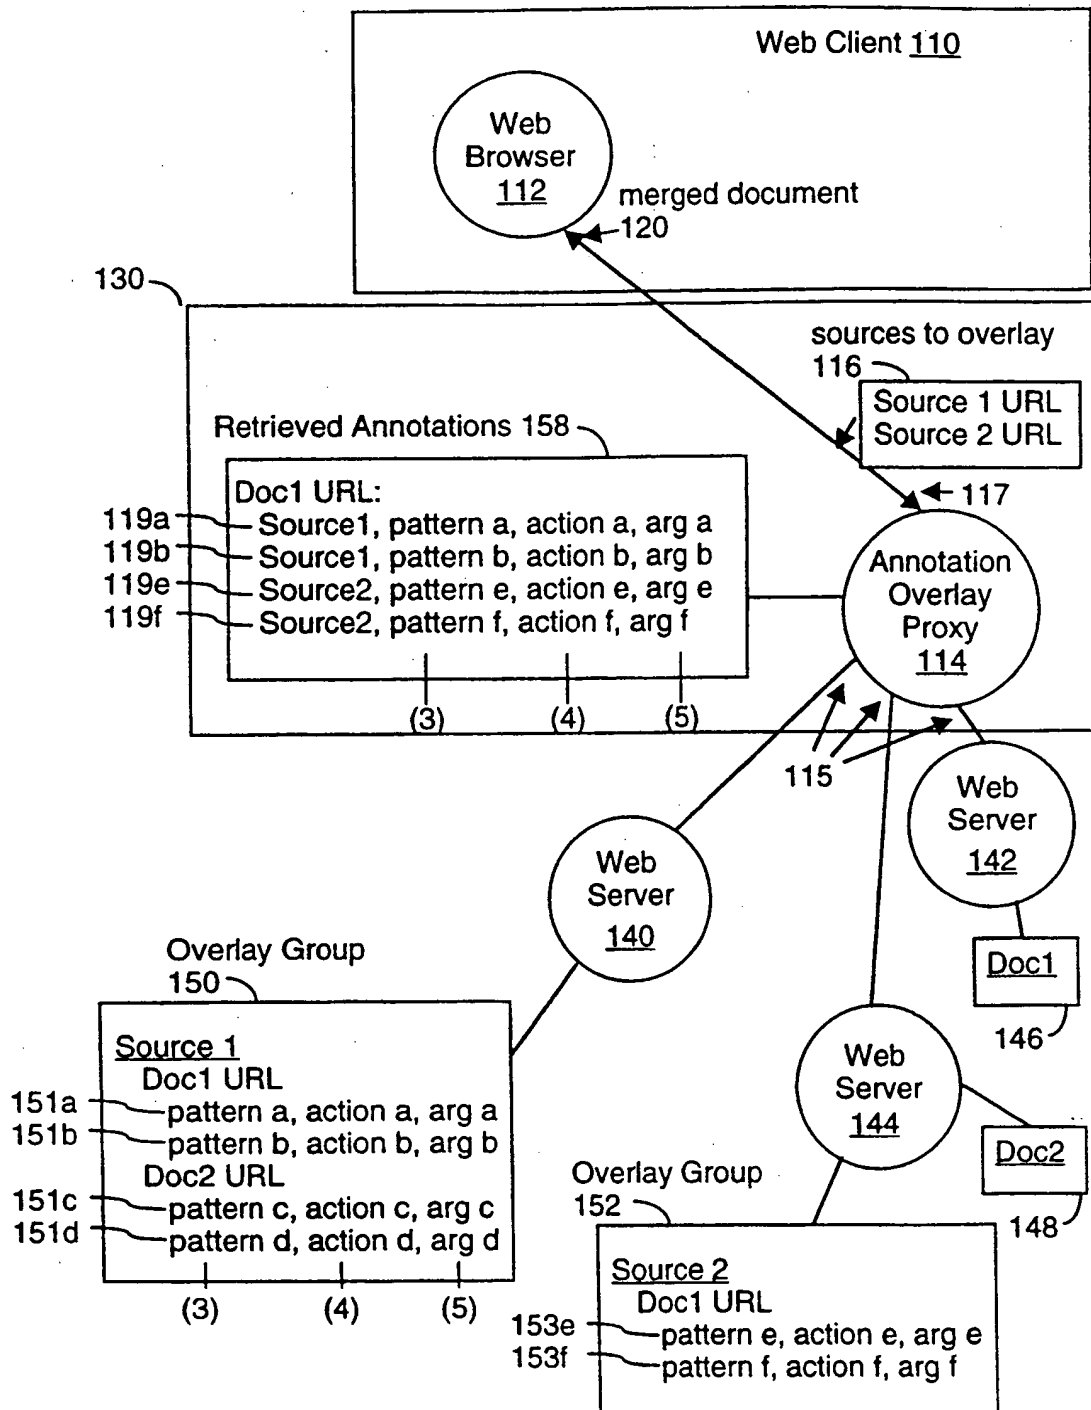 Web Client 110
Web
Browser
112
merged document
120
130
sources to overlay
116
Source 1 URL
Source 2 URL
Retrieved Annotations 158
117
Doc1 URL:
119a Source1, pattern a, action a, arg a
119b Source1, pattern b, action b, arg b
119e Source2, pattern e, action e, arg e
119f Source2, pattern f, action f, arg f
(3) (4) (5)
Annotation
Overlay
Proxy
114
115
Web
Server
142
Web
Server
140
Doc1
146
Overlay Group
150
Source 1
Doc1 URL
151a pattern a, action a, arg a
151b pattern b, action b, arg b
Doc2 URL
151c pattern c, action c, arg c
151d pattern d, action d, arg d
(3) (4) (5)
Web
Server
144
Doc2
148
Overlay Group
152
Source 2
Doc1 URL
153e pattern e, action e, arg e
153f pattern f, action f, arg f